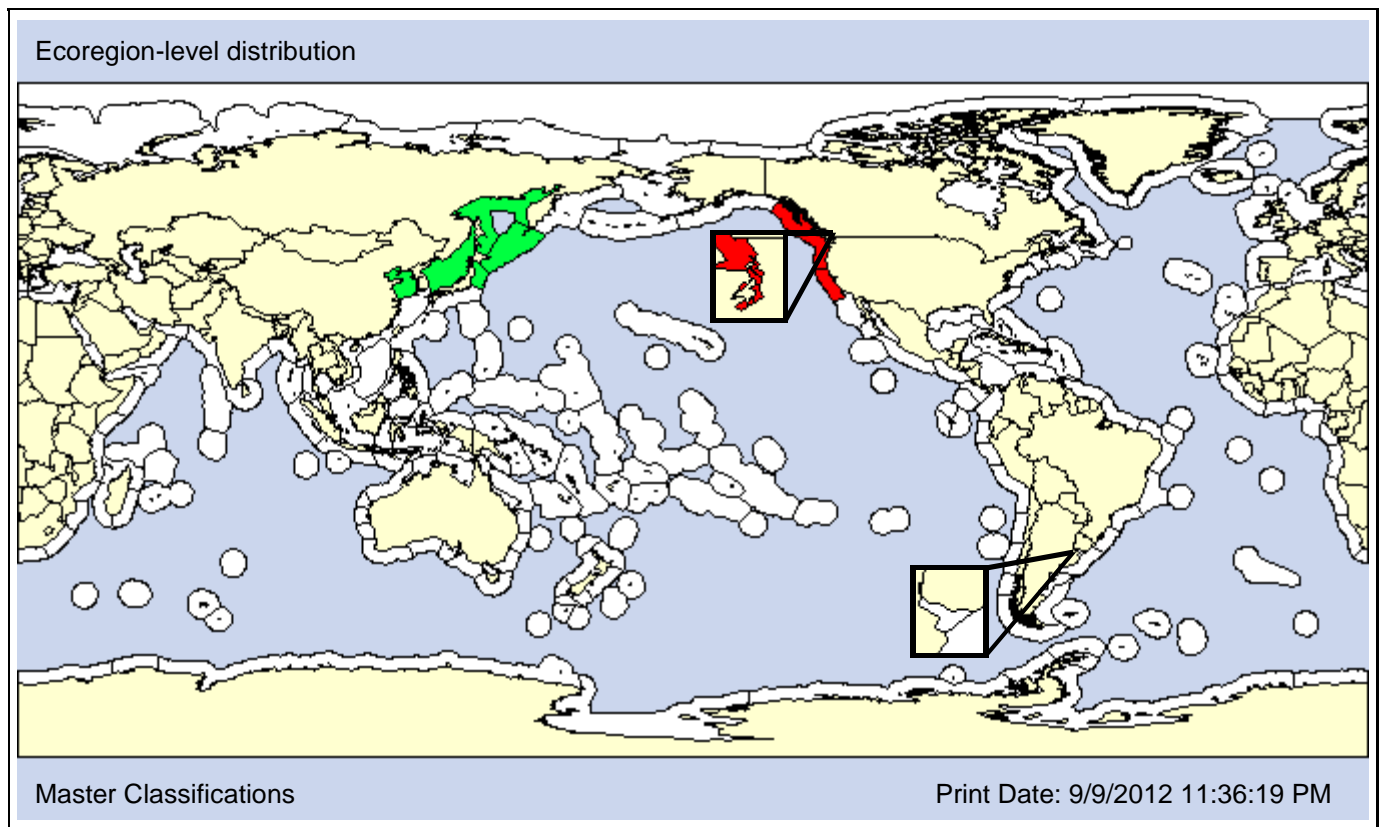 Ecoregion-level distribution
Master Classifications
Print Date: 9/9/2012 11:36:19 PM